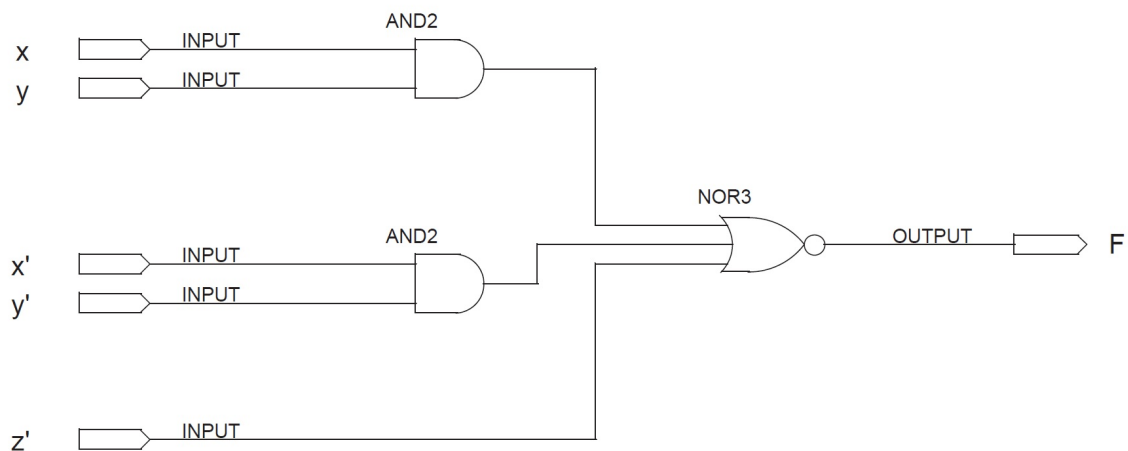 AND2
x INPUT
y INPUT
NOR3
AND2
x' INPUT
y' INPUT
OUTPUT F
z' INPUT